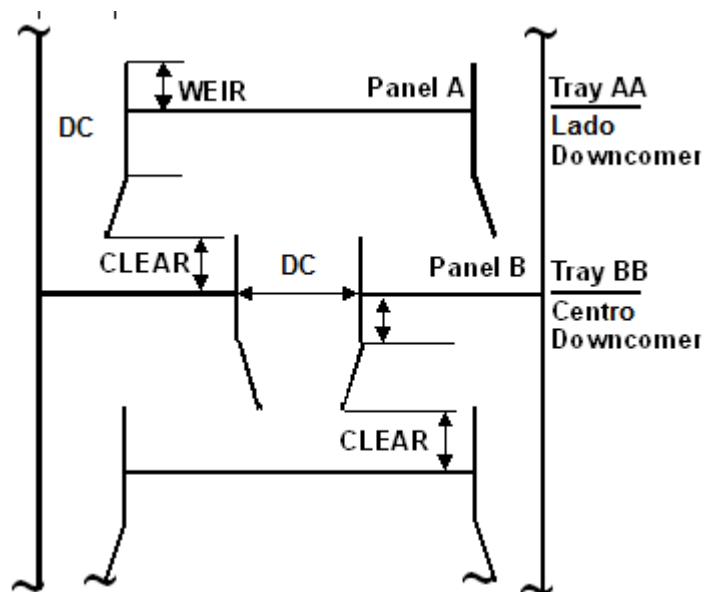 WEIR
Panel A
Tray AA
DC
Lado
Downcomer
CLEAR
DC
Panel B
Tray BB
Centro
Downcomer
CLEAR